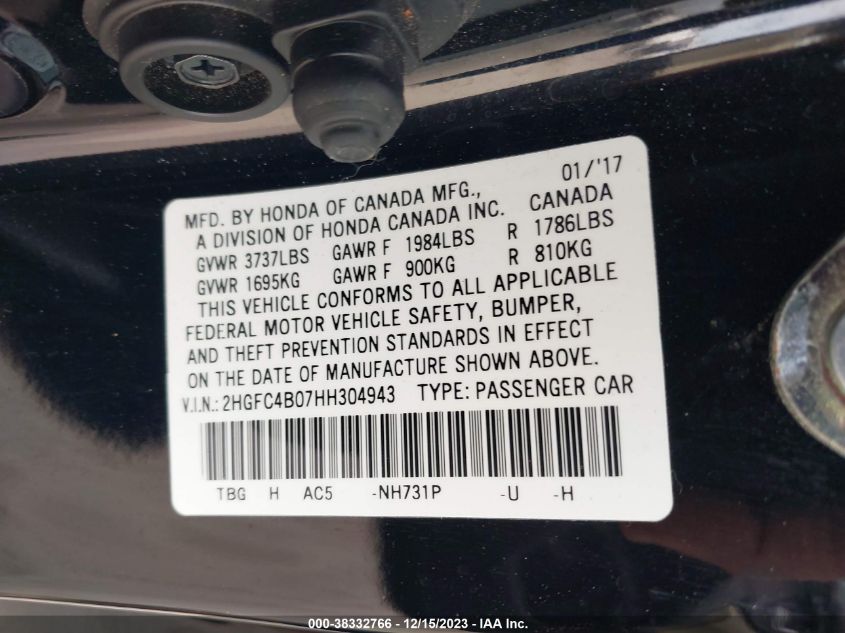 MFD. BY HONDA OF CANADA MFG., 01/'17
A DIVISION OF HONDA CANADA INC. CANADA
GVWR 3737LBS GAWR F 1984LBS R 1786LBS
GVWR 1695KG GAWR F 900KG R 810KG
THIS VEHICLE CONFORMS TO ALL APPLICABLE
FEDERAL MOTOR VEHICLE SAFETY, BUMPER,
AND THEFT PREVENTION STANDARDS IN EFFECT
ON THE DATE OF MANUFACTURE SHOWN ABOVE.
V.I.N.: 2HGFC4B07HH304943 TYPE: PASSENGER CAR
TBG H AC5 -NH731P -U -H
000-38332766 - 12/15/2023 - IAA Inc.